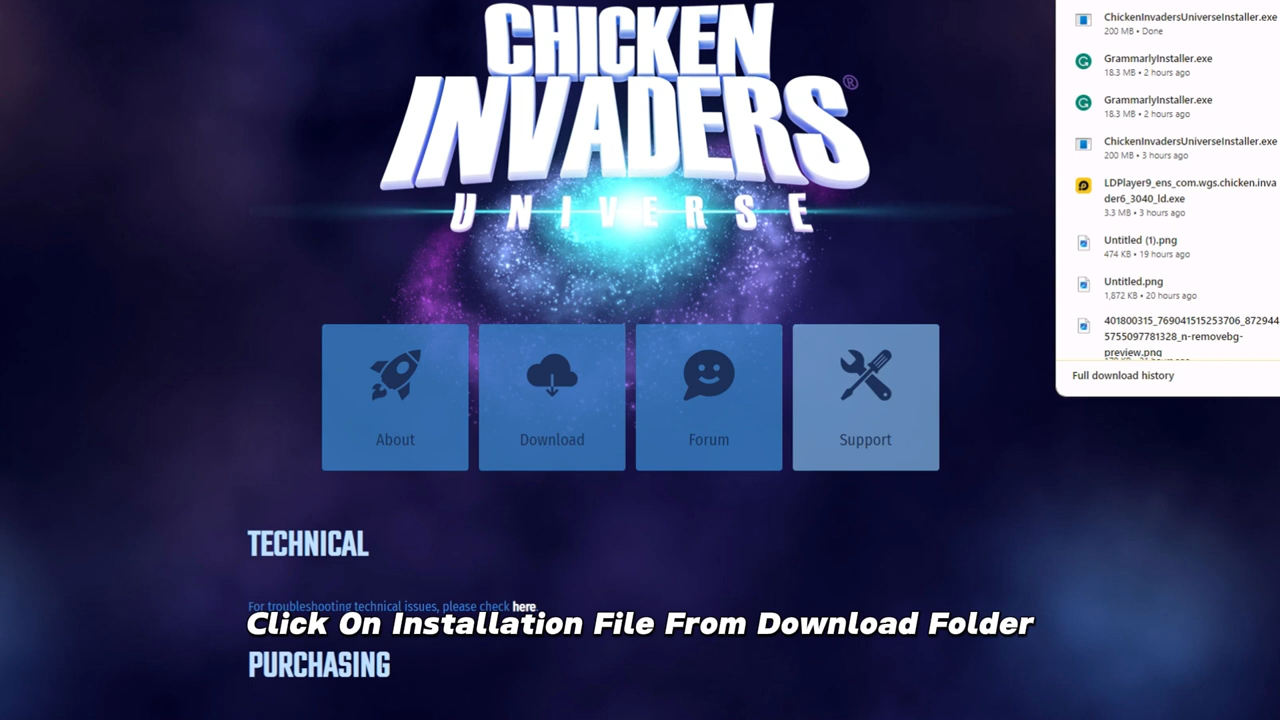 CHICKEN
INVADERS®
UNIVERSE
ChickenInvadersUniverseInstaller.exe
200 MB • Done
GrammarlyInstaller.exe
18.3 MB • 2 hours ago
GrammarlyInstaller.exe
18.3 MB • 2 hours ago
ChickenInvadersUniverseInstaller.exe
200 MB • 3 hours ago
LDPlayer9_ens_com.wgs.chicken.inva
der6_3040_ld.exe
3.3 MB • 3 hours ago
Untitled (1).png
474 KB • 19 hours ago
Untitled.png
1,872 KB • 20 hours ago
401800315_769041515253706_872944
5755097781328_n-removebg-
preview.png
Full download history
About
Download
Forum
Support
TECHNICAL
For troubleshooting technical issues, please check here.
Click On Installation File From Download Folder
PURCHASING